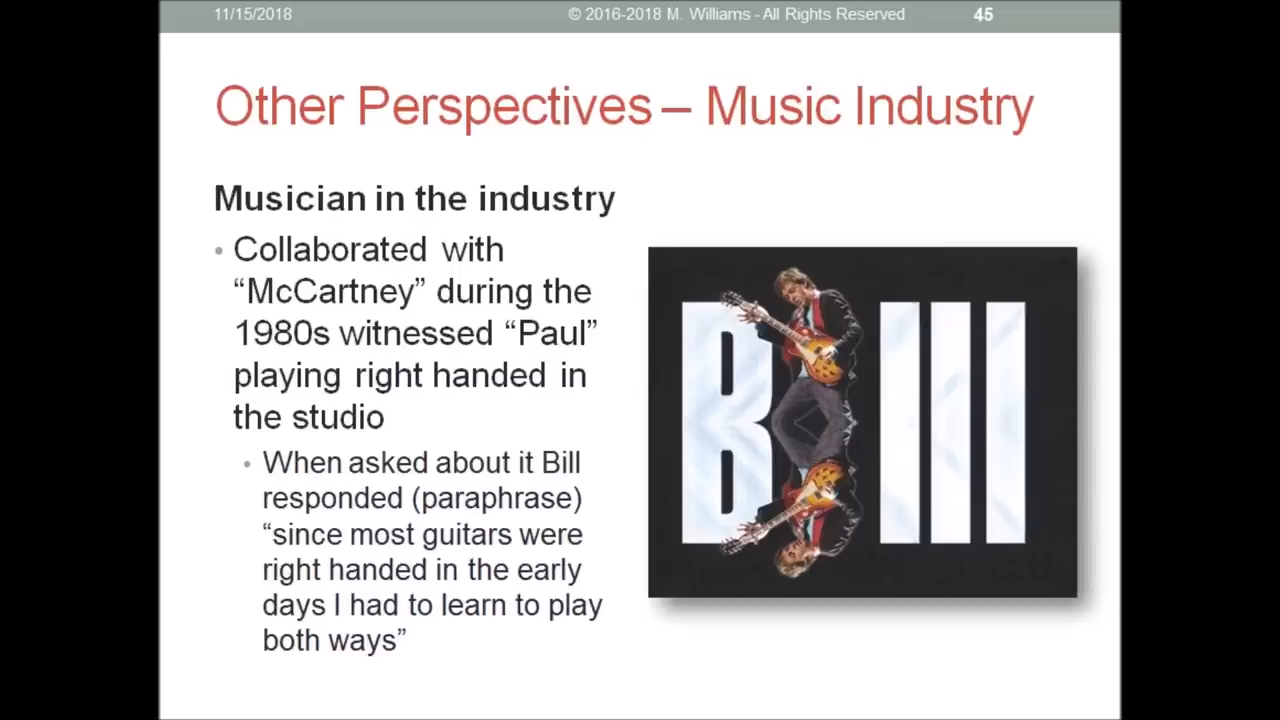 11/15/2018 © 2016-2018 M. Williams - All Rights Reserved 45
Other Perspectives – Music Industry
Musician in the industry
• Collaborated with
“McCartney” during the
1980s witnessed “Paul”
playing right handed in
the studio
• When asked about it Bill
responded (paraphrase)
“since most guitars were
right handed in the early
days I had to learn to play
both ways”
BIll